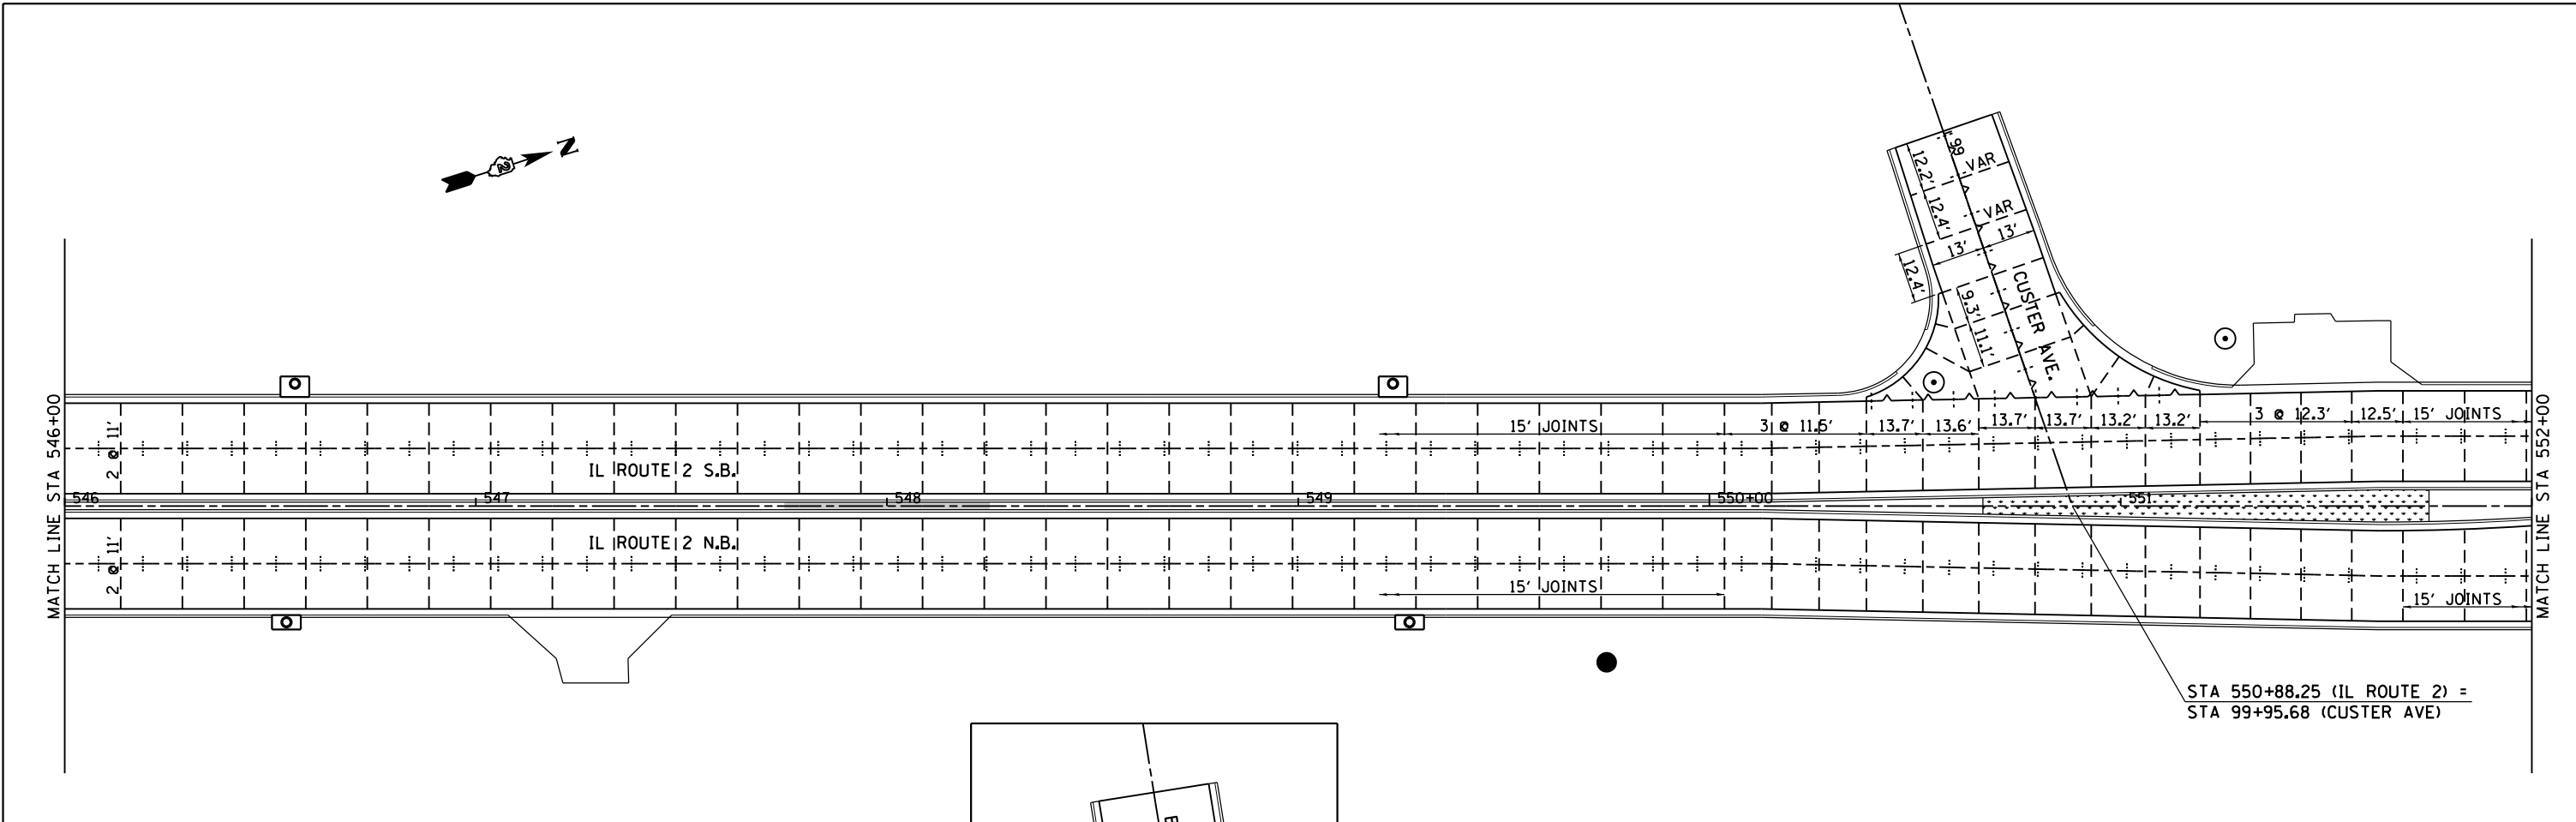 N
2
99
VAR
12.2'
VAR
12.4'
13'
13'
12.4'
CUSTER AVE.
9.3'
11.1'
MATCH LINE STA 546+00
2 @ 11'
15' JOINTS
3 @ 11.5'
13.7'
13.6'
13.7'
13.7'
13.2'
13.2'
3 @ 12.3'
12.5'
15' JOINTS
MATCH LINE STA 552+00
IL ROUTE 2 S.B.
546
547
548
549
550+00
551
2 @ 11'
IL ROUTE 2 N.B.
15' JOINTS
15' JOINTS
STA 550+88.25 (IL ROUTE 2) =
STA 99+95.68 (CUSTER AVE)